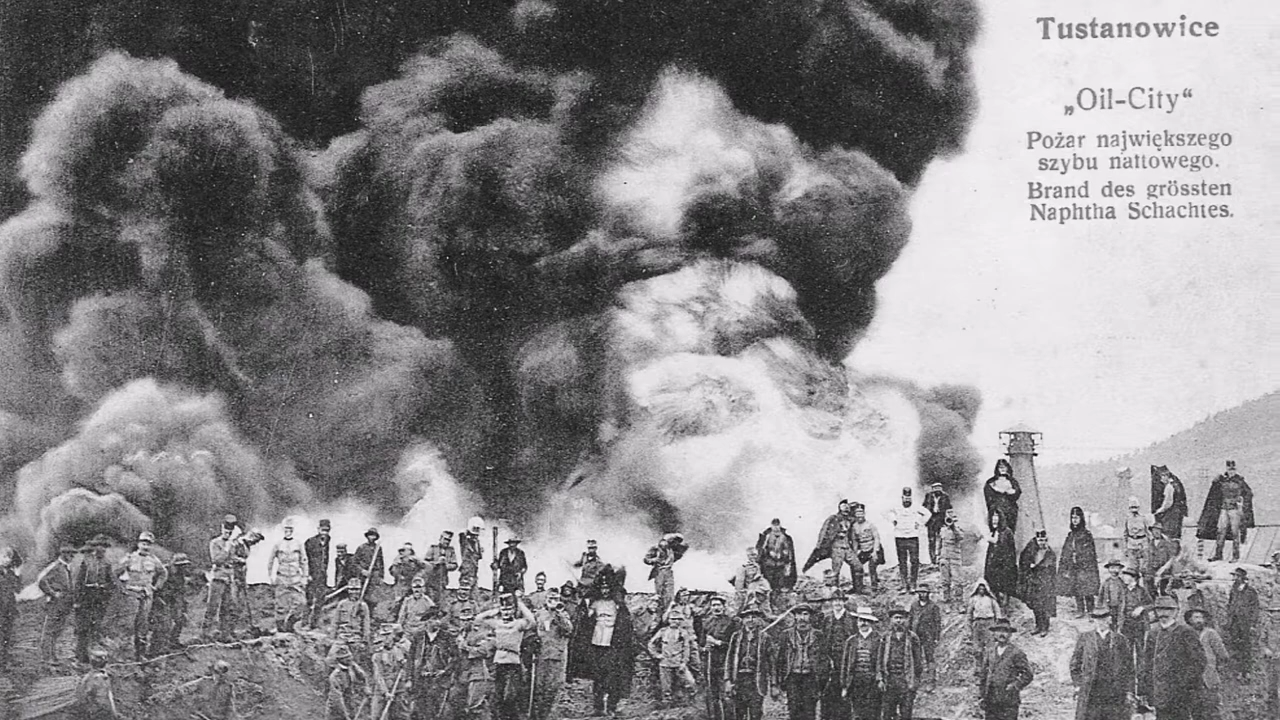 Tustanowice
„Oil-City“
Pożar największego
szybu naftowego.
Brand des grössten
Naphtha Schachtes.